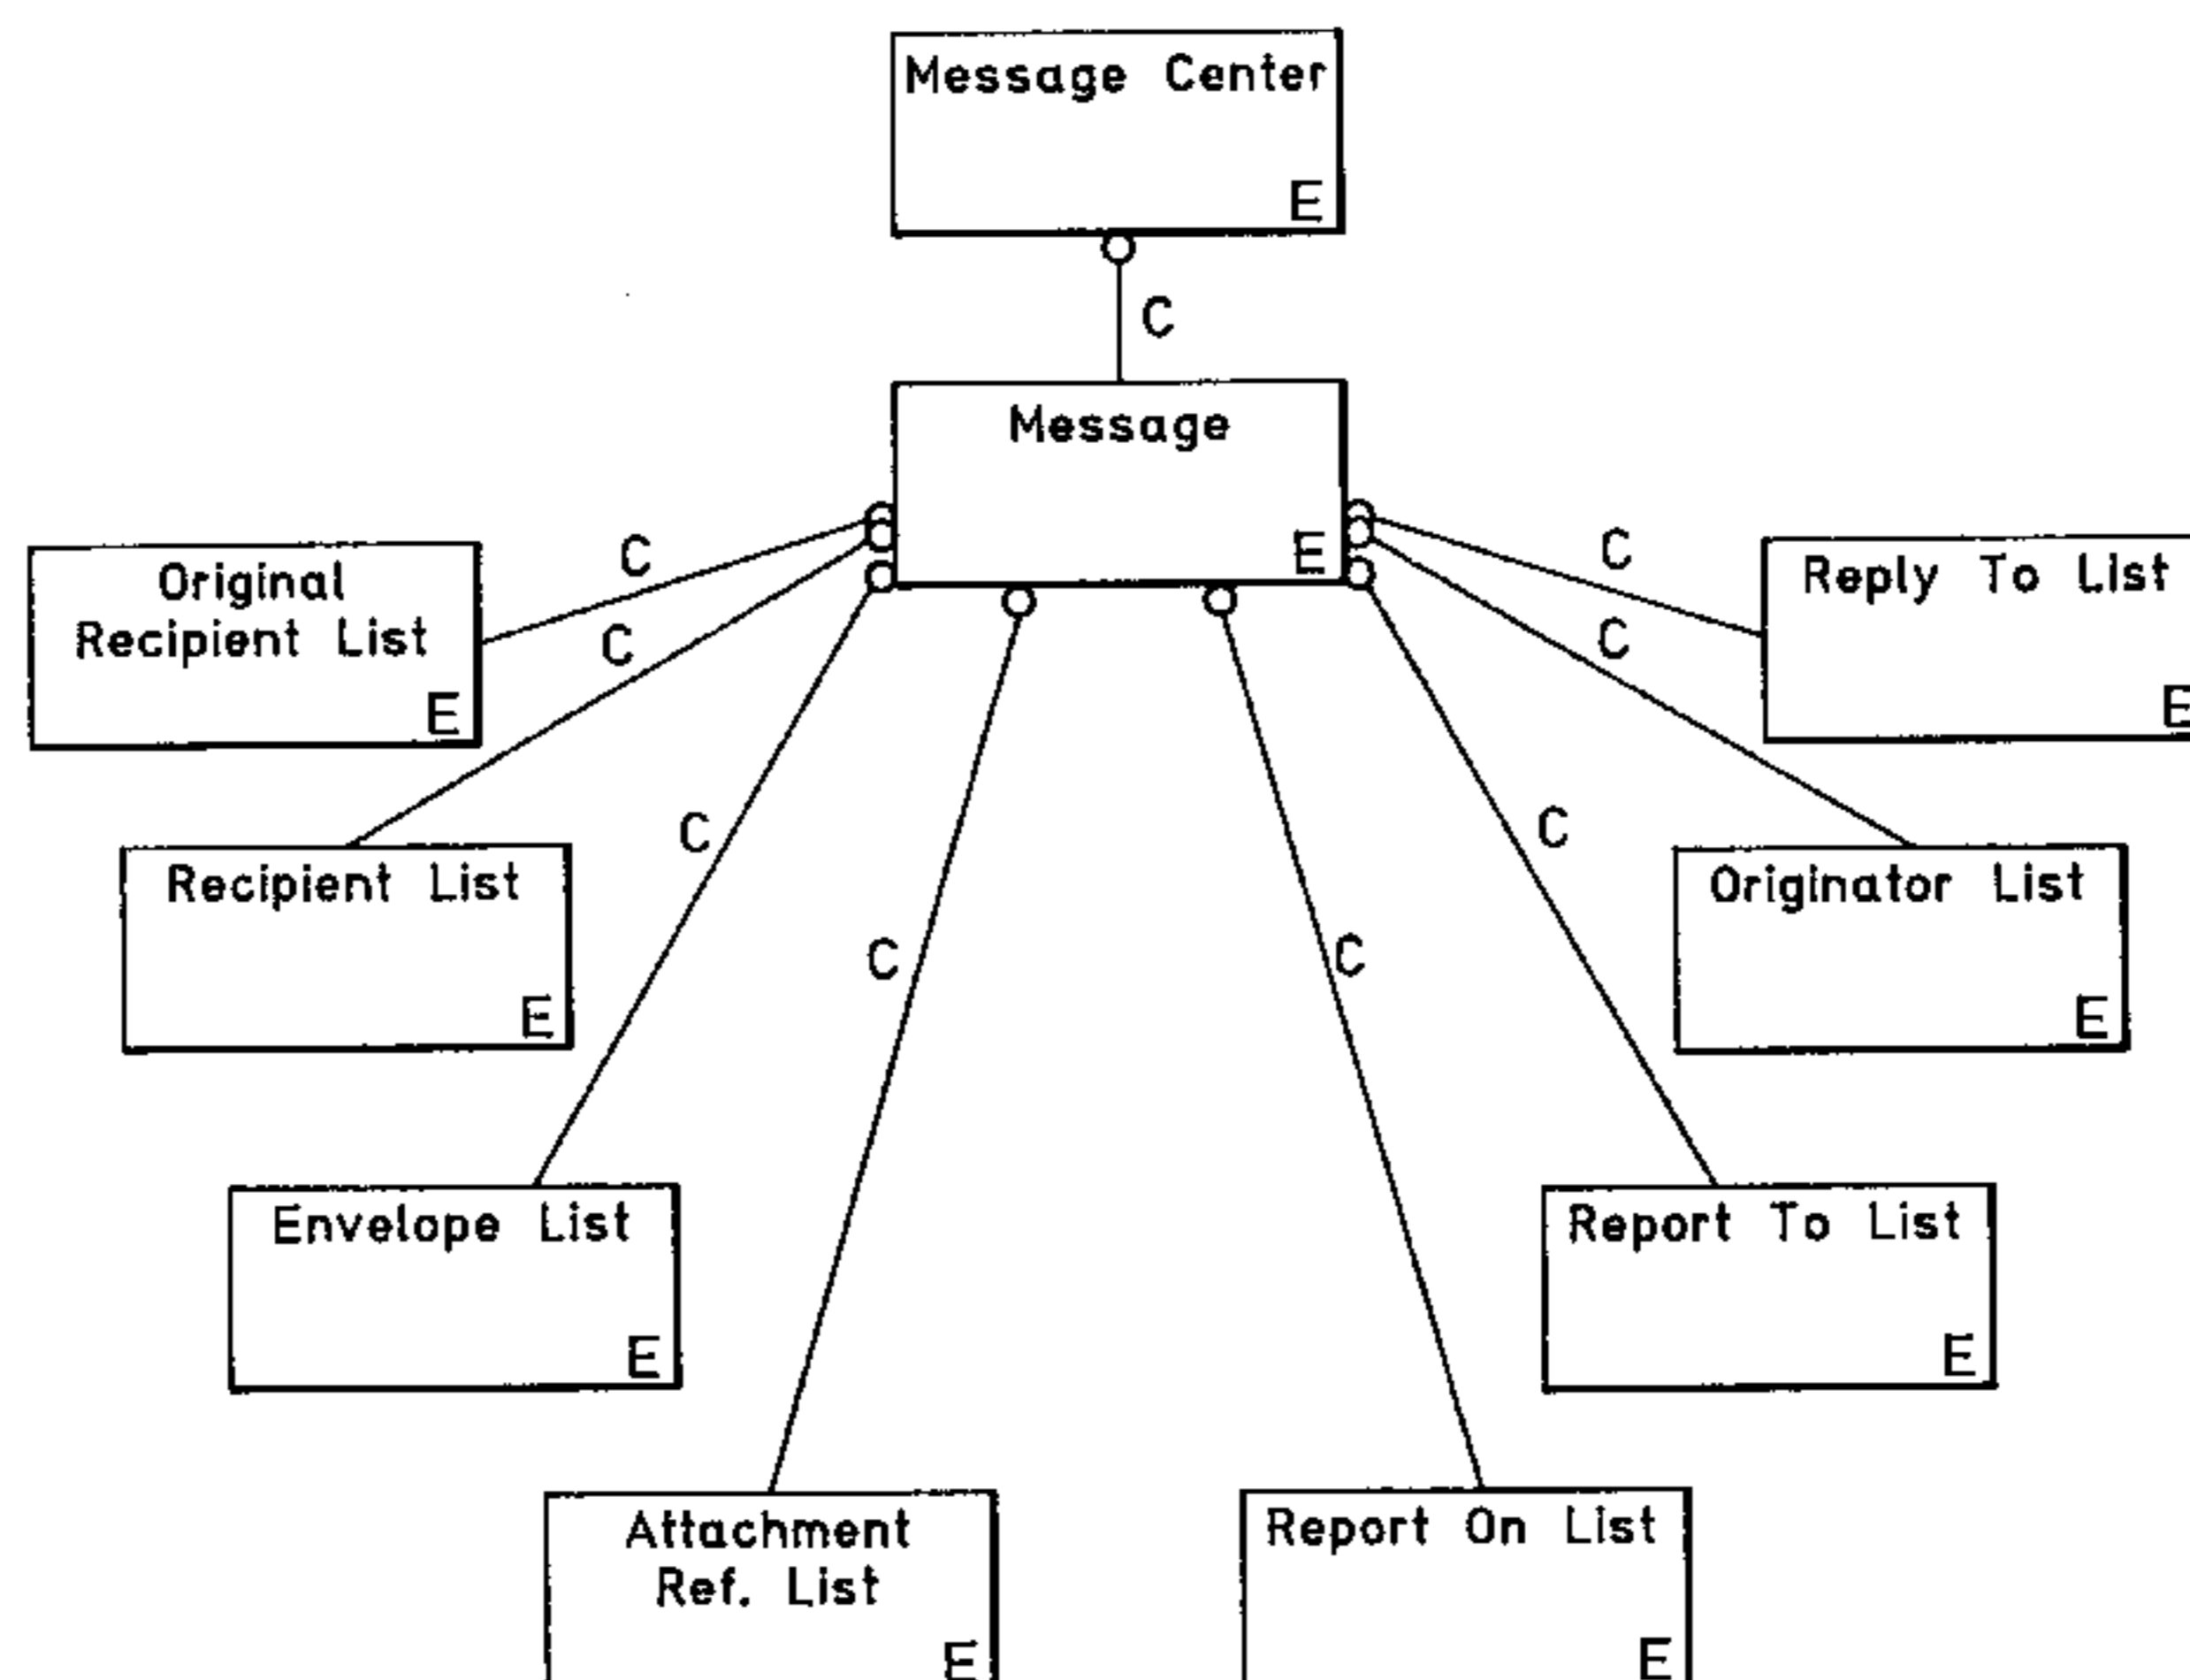 Message Center
E
C
Message
E
C
Original
Recipient List
E
C
Reply To List
E
C
C
Recipient List
E
C
C
Originator List
E
C
C
Envelope List
E
Report To List
E
Attachment
Ref. List
E
Report On List
E